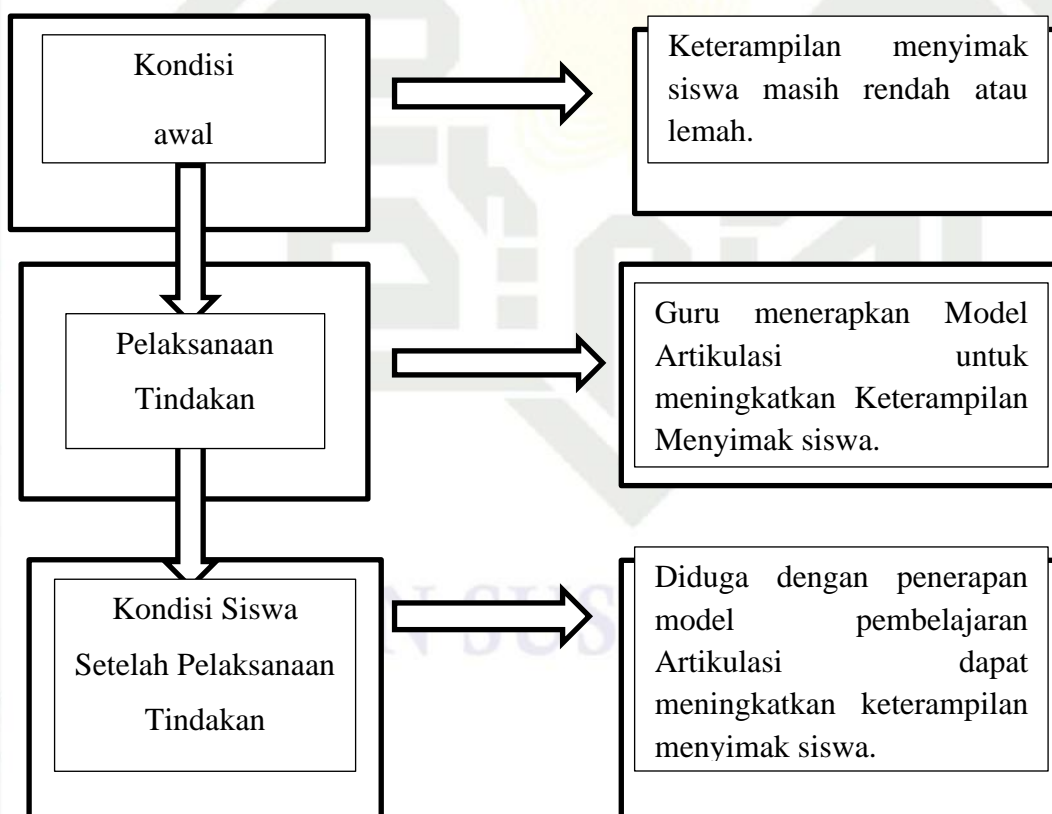 Kondisi
awal
Keterampilan menyimak
siswa masih rendah atau
lemah.
Pelaksanaan
Tindakan
Guru menerapkan Model
Artikulasi untuk
meningkatkan Keterampilan
Menyimak siswa.
Kondisi Siswa
Setelah Pelaksanaan
Tindakan
Diduga dengan penerapan
model pembelajaran
Artikulasi dapat
meningkatkan keterampilan
menyimak siswa.